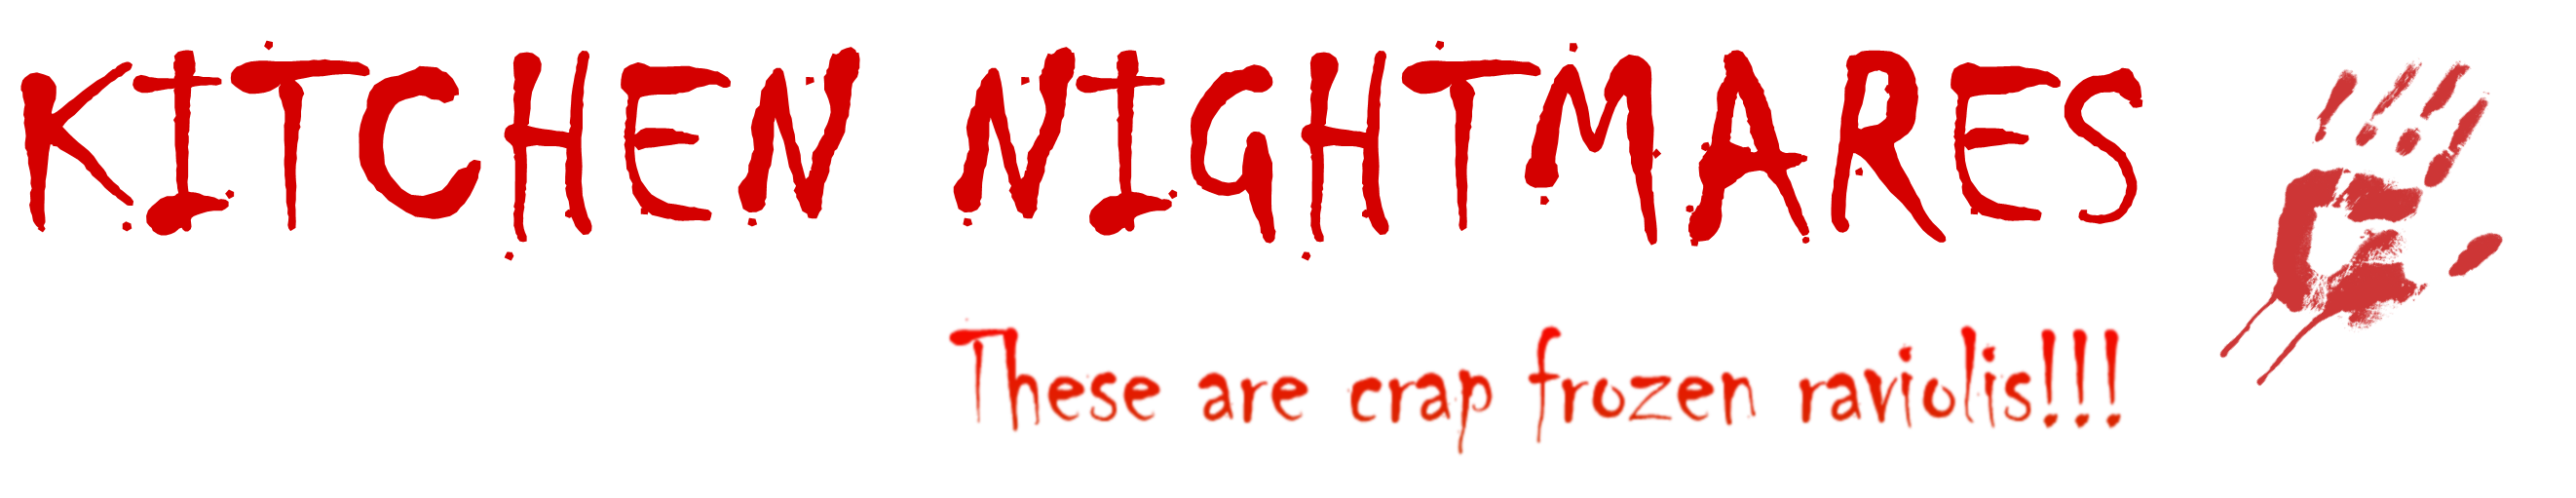 KITCHEN NIGHTMARES
These are crap frozen raviolis!!!